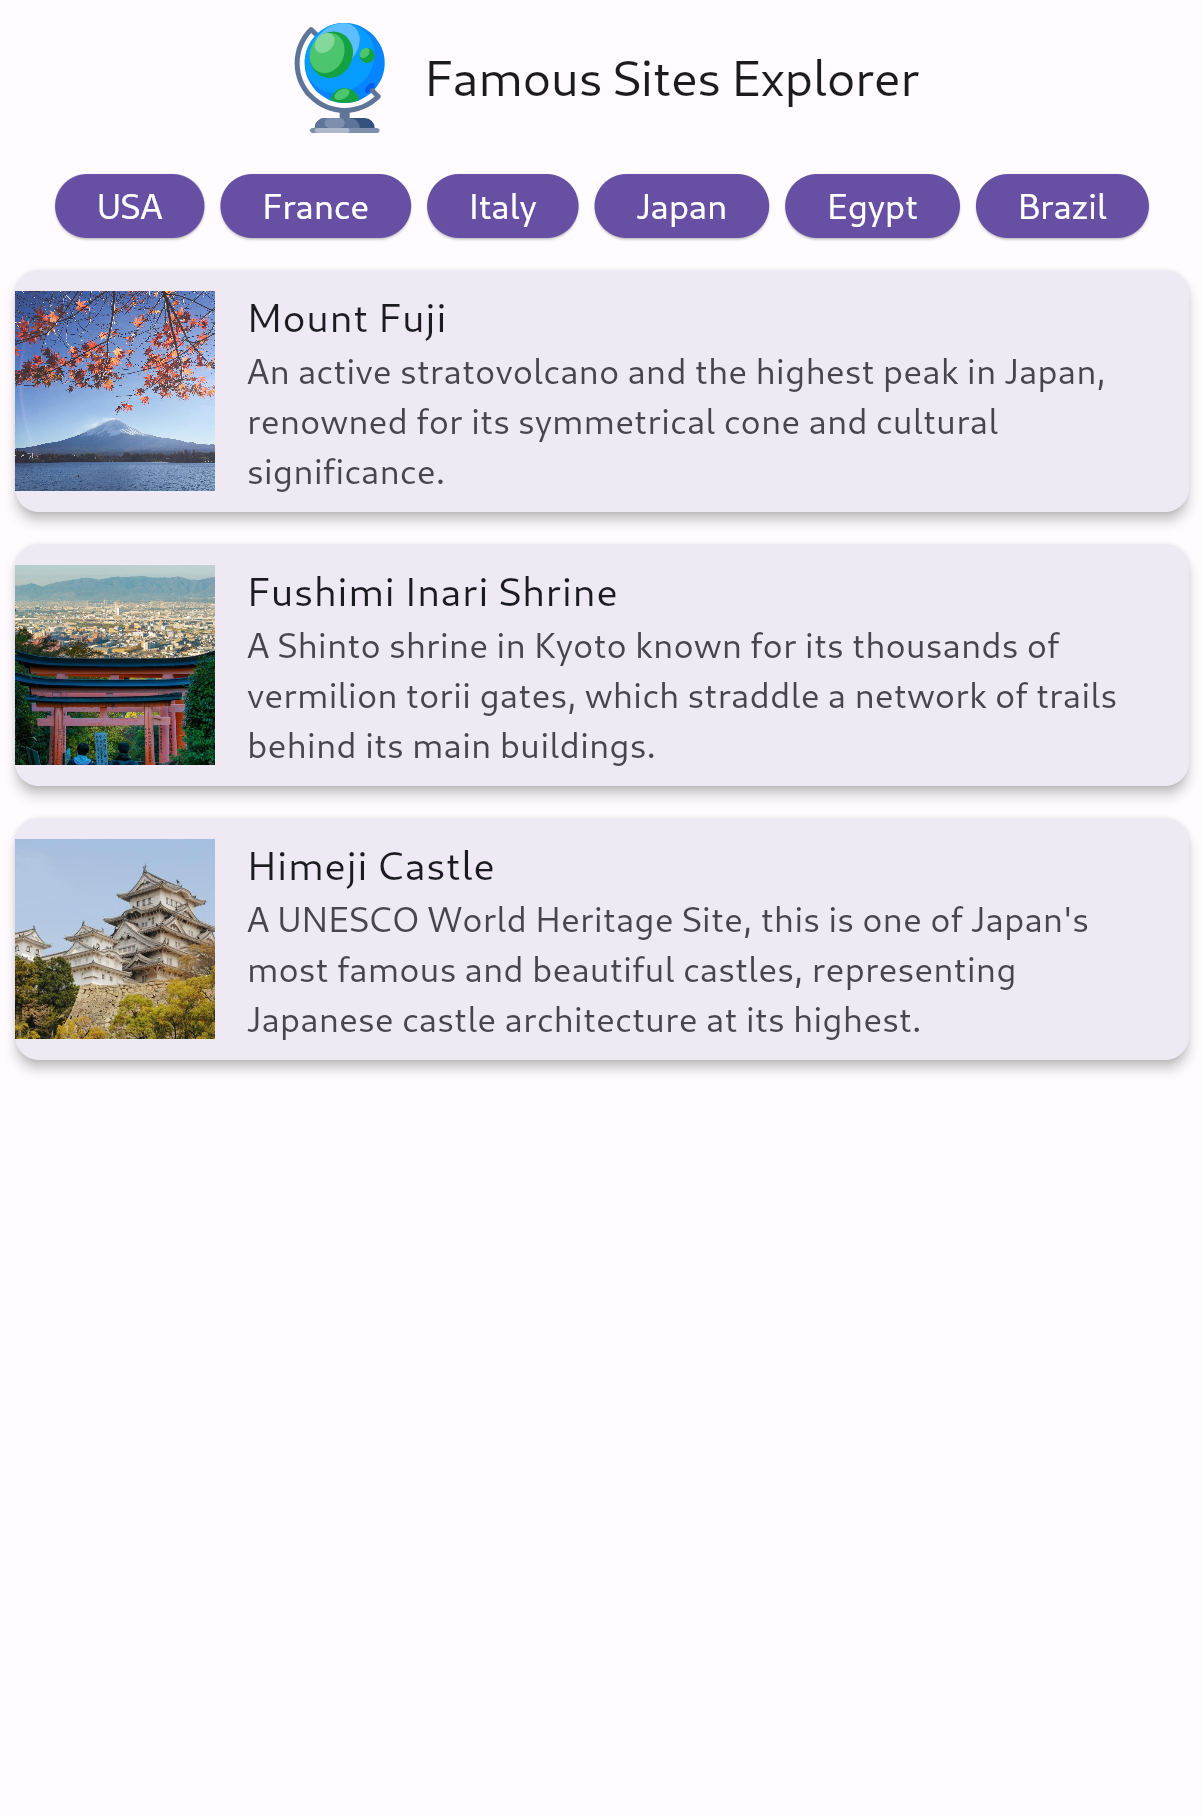 Famous Sites Explorer
USA France Italy Japan Egypt Brazil
Mount Fuji
An active stratovolcano and the highest peak in Japan,
renowned for its symmetrical cone and cultural
significance.
Fushimi Inari Shrine
A Shinto shrine in Kyoto known for its thousands of
vermilion torii gates, which straddle a network of trails
behind its main buildings.
Himeji Castle
A UNESCO World Heritage Site, this is one of Japan's
most famous and beautiful castles, representing
Japanese castle architecture at its highest.